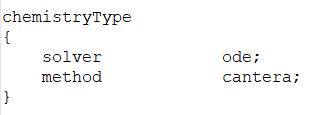 chemistryType
{
    solver            ode;
    method            cantera;
}